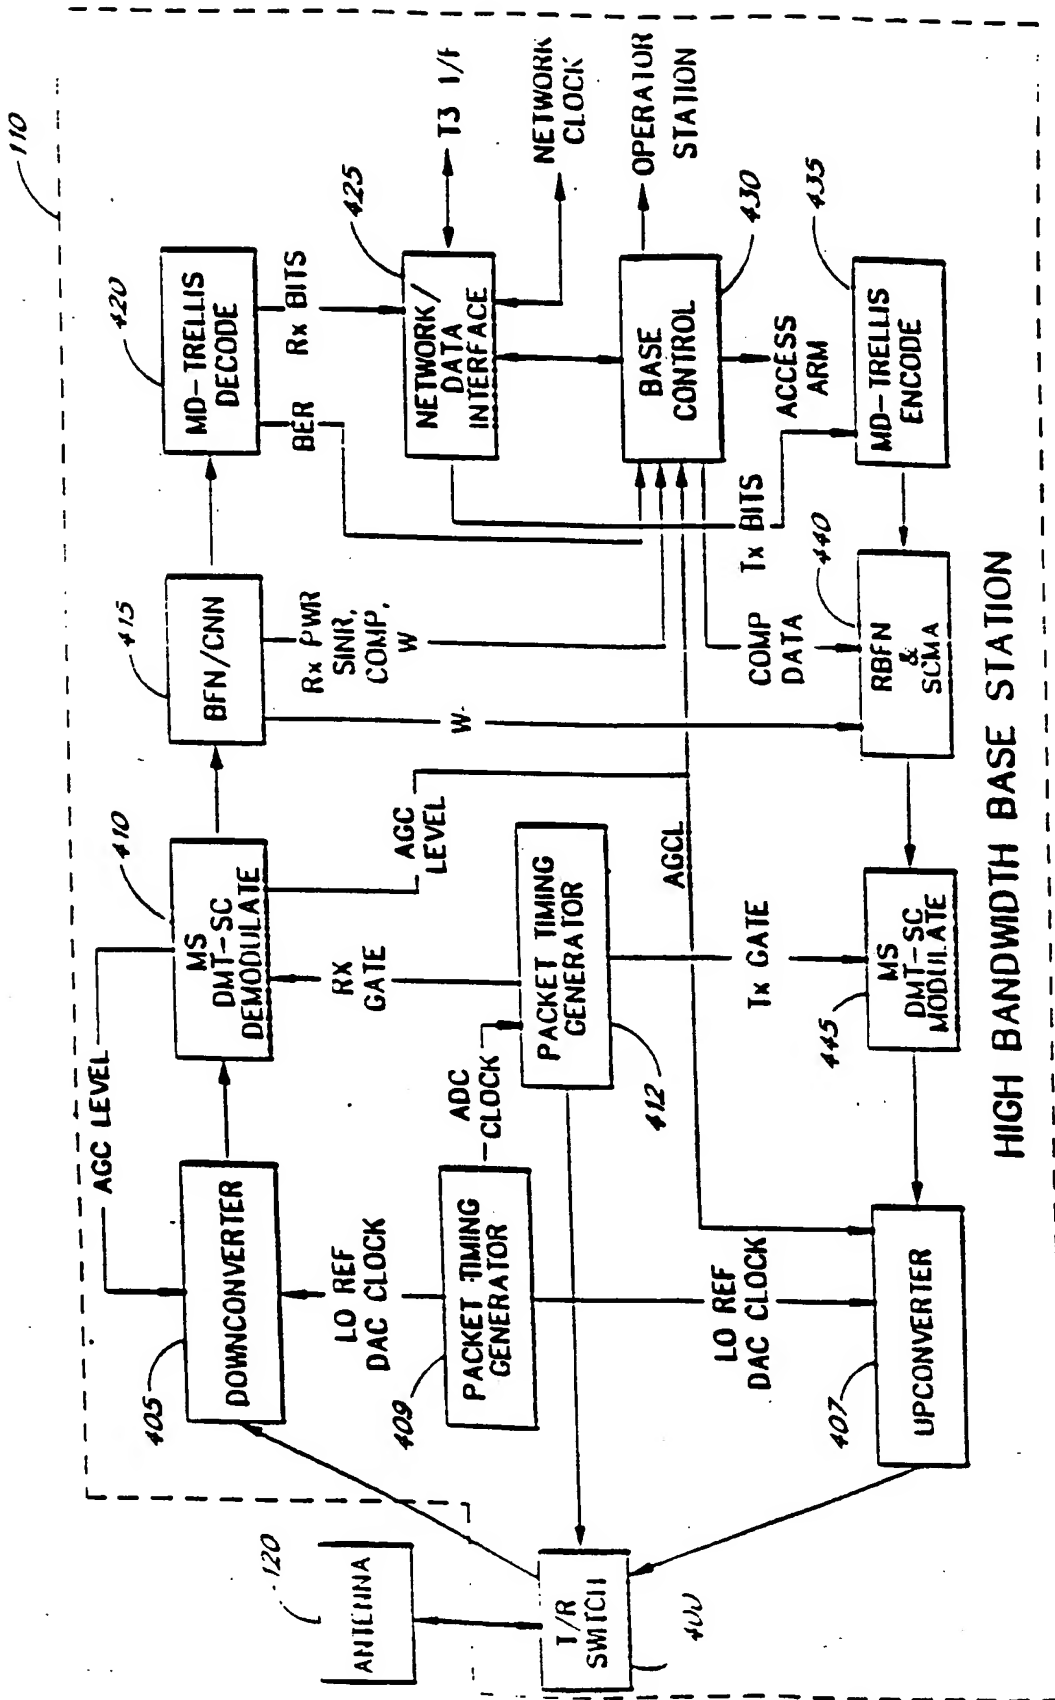 110
ANTENNA
120
T/R
SWITCH
400
AGC LEVEL
DOWNCONVERTER
405
MS
DMT-SC
DEMODULATE
410
BFN/CNN
415
MD-TRELLIS
DECODE
420
LO REF
DAC CLOCK
RX
GATE
AGC
LEVEL
W
Rx PWR
SINR,
COMP,
W
BER
Rx BITS
PACKET TIMING
GENERATOR
409
ADC
CLOCK
PACKET TIMING
GENERATOR
412
NETWORK/
DATA
INTERFACE
425
T3 I/f
NETWORK
CLOCK
AGCL
BASE
CONTROL
430
OPERATOR
STATION
LO REF
DAC CLOCK
Tx GATE
COMP
DATA
Tx BITS
ACCESS
ARM
UPCONVERTER
407
MS
DMT-SC
MODULATE
445
RBFN
&
SCMA
440
MD-TRELLIS
ENCODE
435
HIGH BANDWIDTH BASE STATION